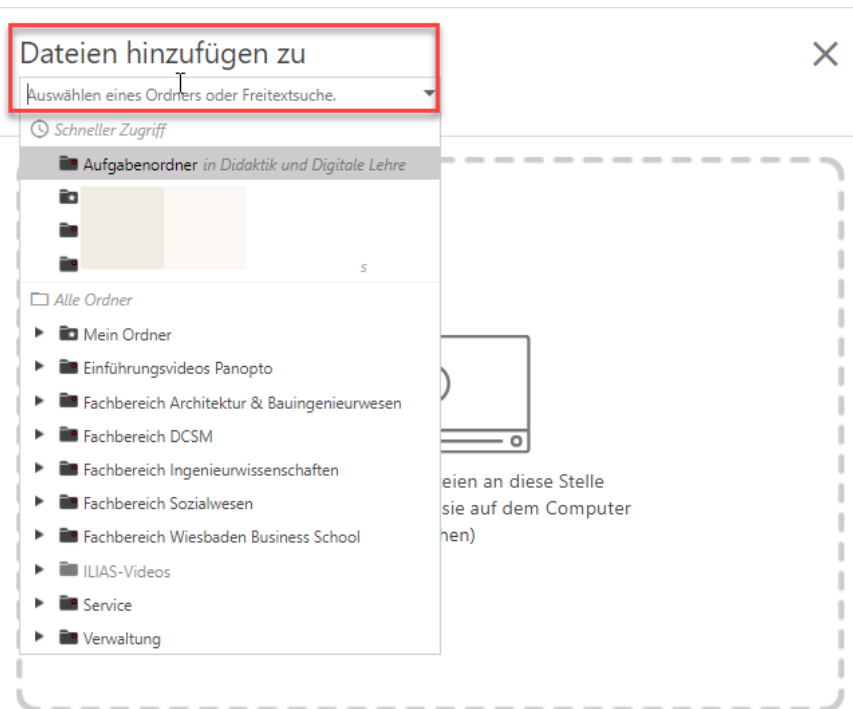 Dateien hinzufügen zu
Auswählen eines Ordners oder Freitextsuche.
Schneller Zugriff
Aufgabenordner in Didaktik und Digitale Lehre
s
Alle Ordner
Mein Ordner
Einführungsvideos Panopto
Fachbereich Architektur & Bauingenieurwesen
Fachbereich DCSM
Fachbereich Ingenieurwissenschaften
Fachbereich Sozialwesen
Fachbereich Wiesbaden Business School
ILIAS-Videos
Service
Verwaltung
eien an diese Stelle
sie auf dem Computer
hen)